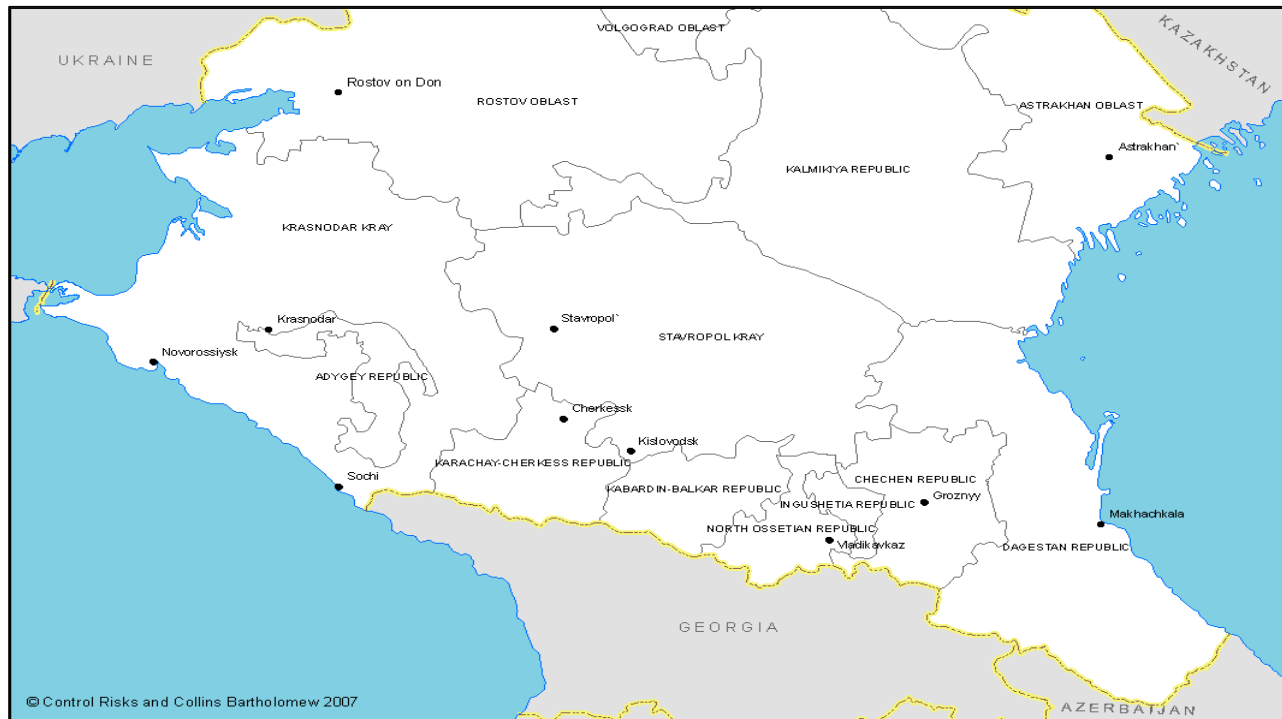 VOLGOGRAD OBLAST
KAZAKHSTAN
UKRAINE
Rostov on Don
ROSTOV OBLAST
ASTRAKHAN OBLAST
Astrakhan`
KALMIKIYA REPUBLIC
KRASNODAR KRAY
Krasnodar
Stavropol`
STAVROPOL KRAY
Novorossiysk
ADYGEY REPUBLIC
Cherkessk
Kislovodsk
KARACHAY-CHERKESS REPUBLIC
Sochi
CHECHEN REPUBLIC
KABARDIN-BALKAR REPUBLIC
Groznyy
INGUSHETIA REPUBLIC
Makhachkala
NORTH OSSETIAN REPUBLIC
Vladikavkaz
DAGESTAN REPUBLIC
GEORGIA
© Control Risks and Collins Bartholomew 2007
AZERBAIJAN